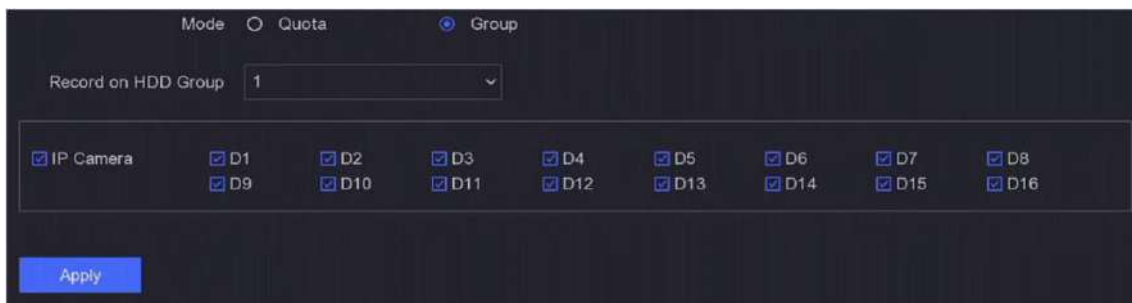 Mode Quota Group
Record on HDD Group 1
IP Camera D1 D2 D3 D4 D5 D6 D7 D8
D9 D10 D11 D12 D13 D14 D15 D16
Apply